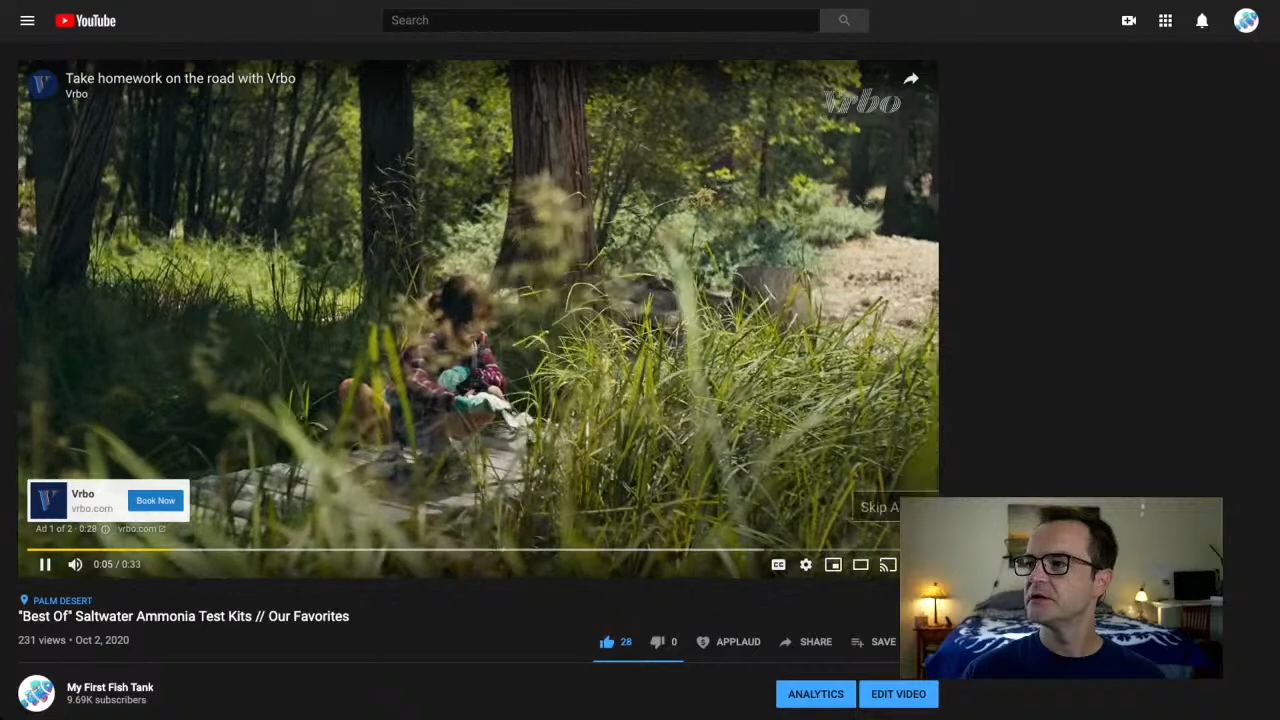 YouTube
Search
Take homework on the road with Vrbo
Vrbo
Vrbo
Vrbo
Book Now
vrbo.com
Ad 1 of 2 · 0:28
vrbo.com
Skip A
0:05 / 0:33
CC
PALM DESERT
"Best Of" Saltwater Ammonia Test Kits // Our Favorites
231 views • Oct 2, 2020
28
0
APPLAUD
SHARE
SAVE
My First Fish Tank
9.69K subscribers
ANALYTICS
EDIT VIDEO